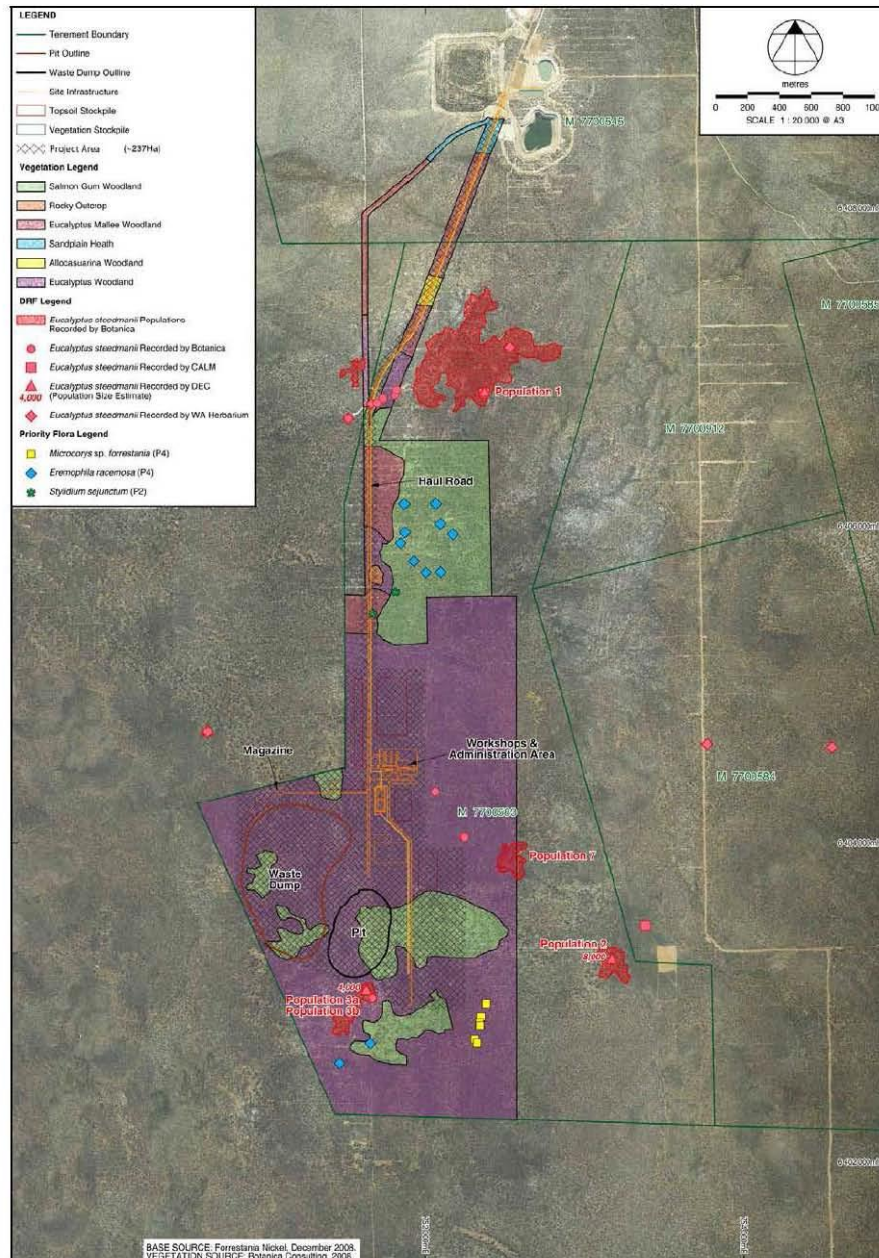 LEGEND
Tenement Boundary
Pit Outline
Waste Dump Outline
Site Infrastructure
Topsoil Stockpile
Vegetation Stockpile
Project Area (~237Ha)
Vegetation Legend
Salmon Gum Woodland
Rocky Outcrop
Eucalyptus Mallee Woodland
Sandplain Heath
Allocasuarina Woodland
Eucalyptus Woodland
DRF Legend
Eucalyptus steedmanii Populations
Recorded by Botanica
Eucalyptus steedmanii Recorded by Botanica
Eucalyptus steedmanii Recorded by CALM
Eucalyptus steedmanii Recorded by DEC
4,000 (Population Size Estimate)
Eucalyptus steedmanii Recorded by WA Herbarium
Priority Flora Legend
Microcorys sp. forrestania (P4)
Eremophila racemosa (P4)
Stylidium sejunctum (P2)
metres
0 200 400 600 800 100
SCALE 1 : 20 000 @ A3
M
Population 1
M
M
Haul Road
Magazine
Workshops &
Administration Area
M 7700584
M
Population 7
Waste
Dump
Pit
Population 2
8,000
4,000
Population 3a
Population 3b
BASE SOURCE: Forrestania Nickel, December 2008.
VEGETATION SOURCE: Botanica Consulting, 2008.